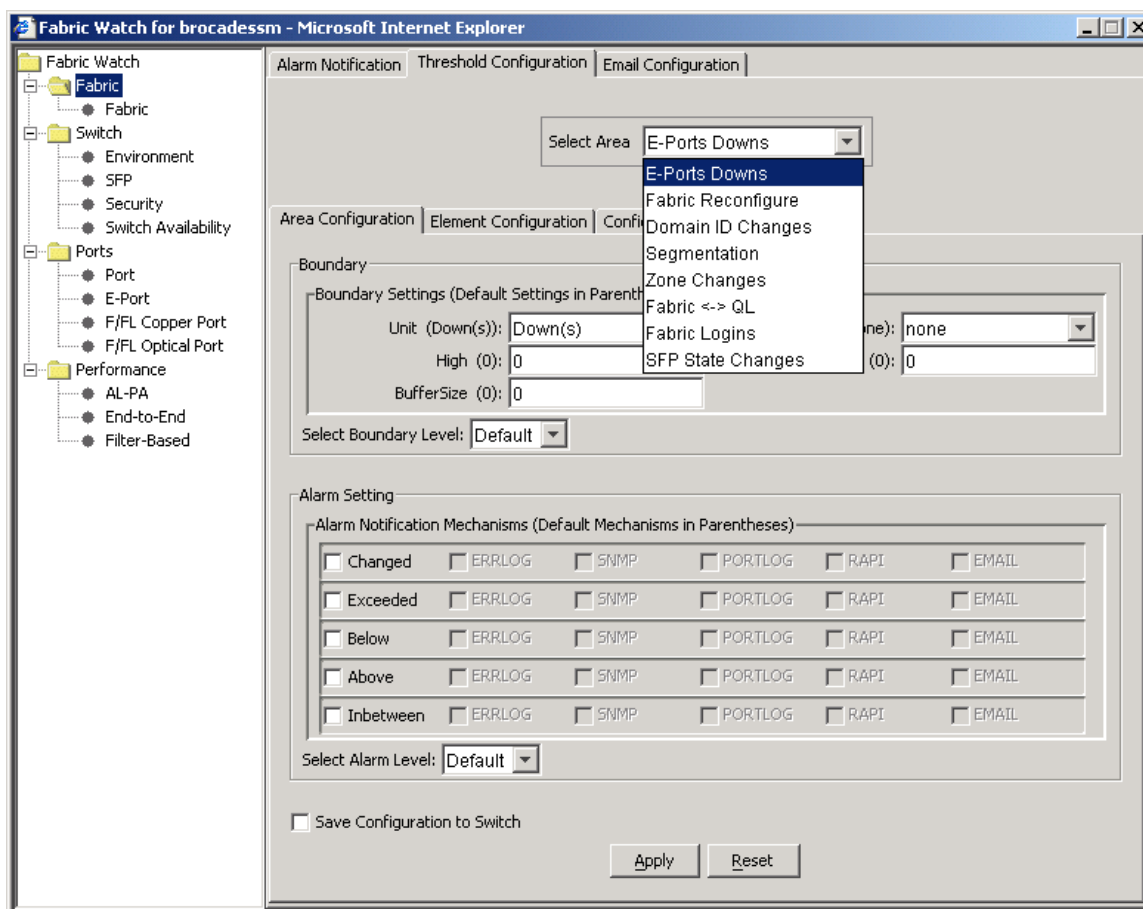 Fabric Watch for brocadessm - Microsoft Internet Explorer
Fabric Watch
Fabric
Fabric
Switch
Environment
SFP
Security
Switch Availability
Ports
Port
E-Port
F/FL Copper Port
F/FL Optical Port
Performance
AL-PA
End-to-End
Filter-Based
Alarm Notification Threshold Configuration Email Configuration
Select Area E-Ports Downs
E-Ports Downs
Fabric Reconfigure
Domain ID Changes
Segmentation
Zone Changes
Fabric <-> QL
Fabric Logins
SFP State Changes
Area Configuration Element Configuration
Boundary
Boundary Settings (Default Settings in
Unit (Down(s)): Down(s) none
High (0): 0 (0): 0
BufferSize (0): 0
Select Boundary Level: Default
Alarm Setting
Alarm Notification Mechanisms (Default Mechanisms in Parentheses)
Changed ERRLOG SNMP PORTLOG RAPI EMAIL
Exceeded ERRLOG SNMP PORTLOG RAPI EMAIL
Below ERRLOG SNMP PORTLOG RAPI EMAIL
Above ERRLOG SNMP PORTLOG RAPI EMAIL
Inbetween ERRLOG SNMP PORTLOG RAPI EMAIL
Select Alarm Level: Default
Save Configuration to Switch
Apply Reset